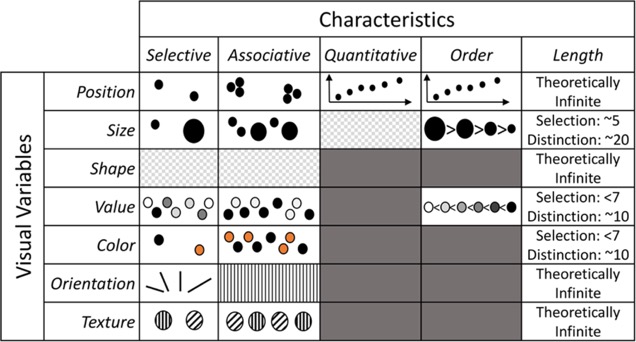 Characteristics
Selective Associative Quantitative Order Length
Visual Variables
Position
Theoretically
Infinite
Size
>
>
>
Selection: ~5
Distinction: ~20
Shape
Theoretically
Infinite
Value
<
<
<
<
<
Selection: <7
Distinction: ~10
Color
Selection: <7
Distinction: ~10
Orientation
Theoretically
Infinite
Texture
Theoretically
Infinite